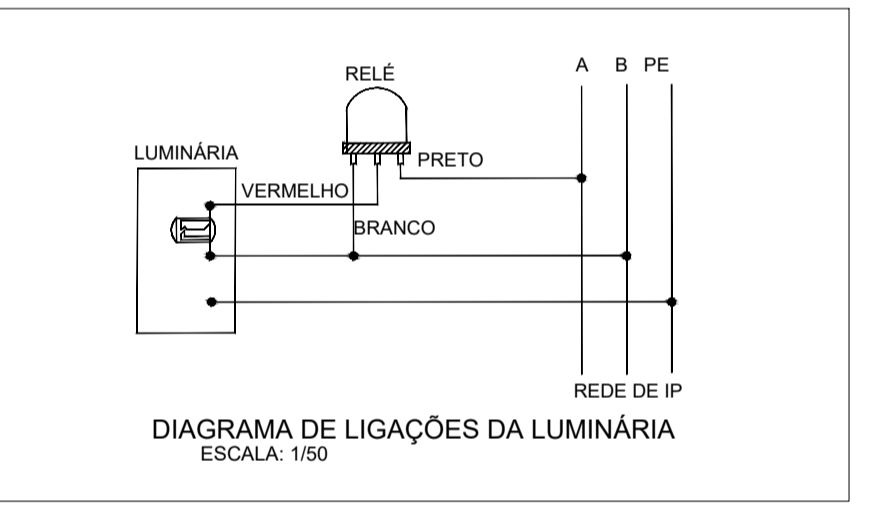 A B PE
RELÉ
LUMINÁRIA
PRETO
VERMELHO
BRANCO
REDE DE IP
DIAGRAMA DE LIGAÇÕES DA LUMINÁRIA
ESCALA: 1/50